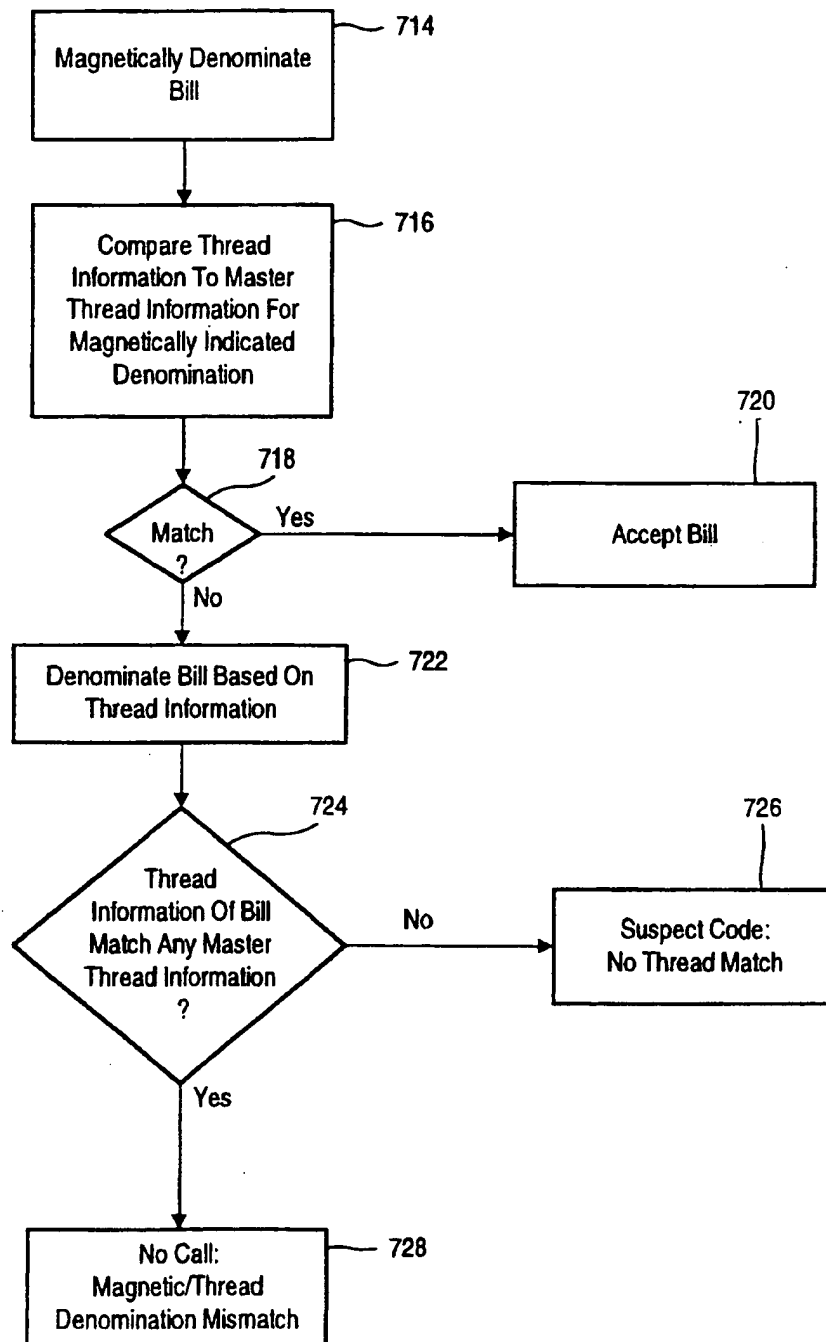 714
Magnetically Denominate
Bill
716
Compare Thread
Information To Master
Thread Information For
Magnetically Indicated
Denomination
718
Match
?
Yes
No
720
Accept Bill
722
Denominate Bill Based On
Thread Information
724
Thread
Information Of Bill
Match Any Master
Thread Information
?
No
Yes
726
Suspect Code:
No Thread Match
728
No Call:
Magnetic/Thread
Denomination Mismatch